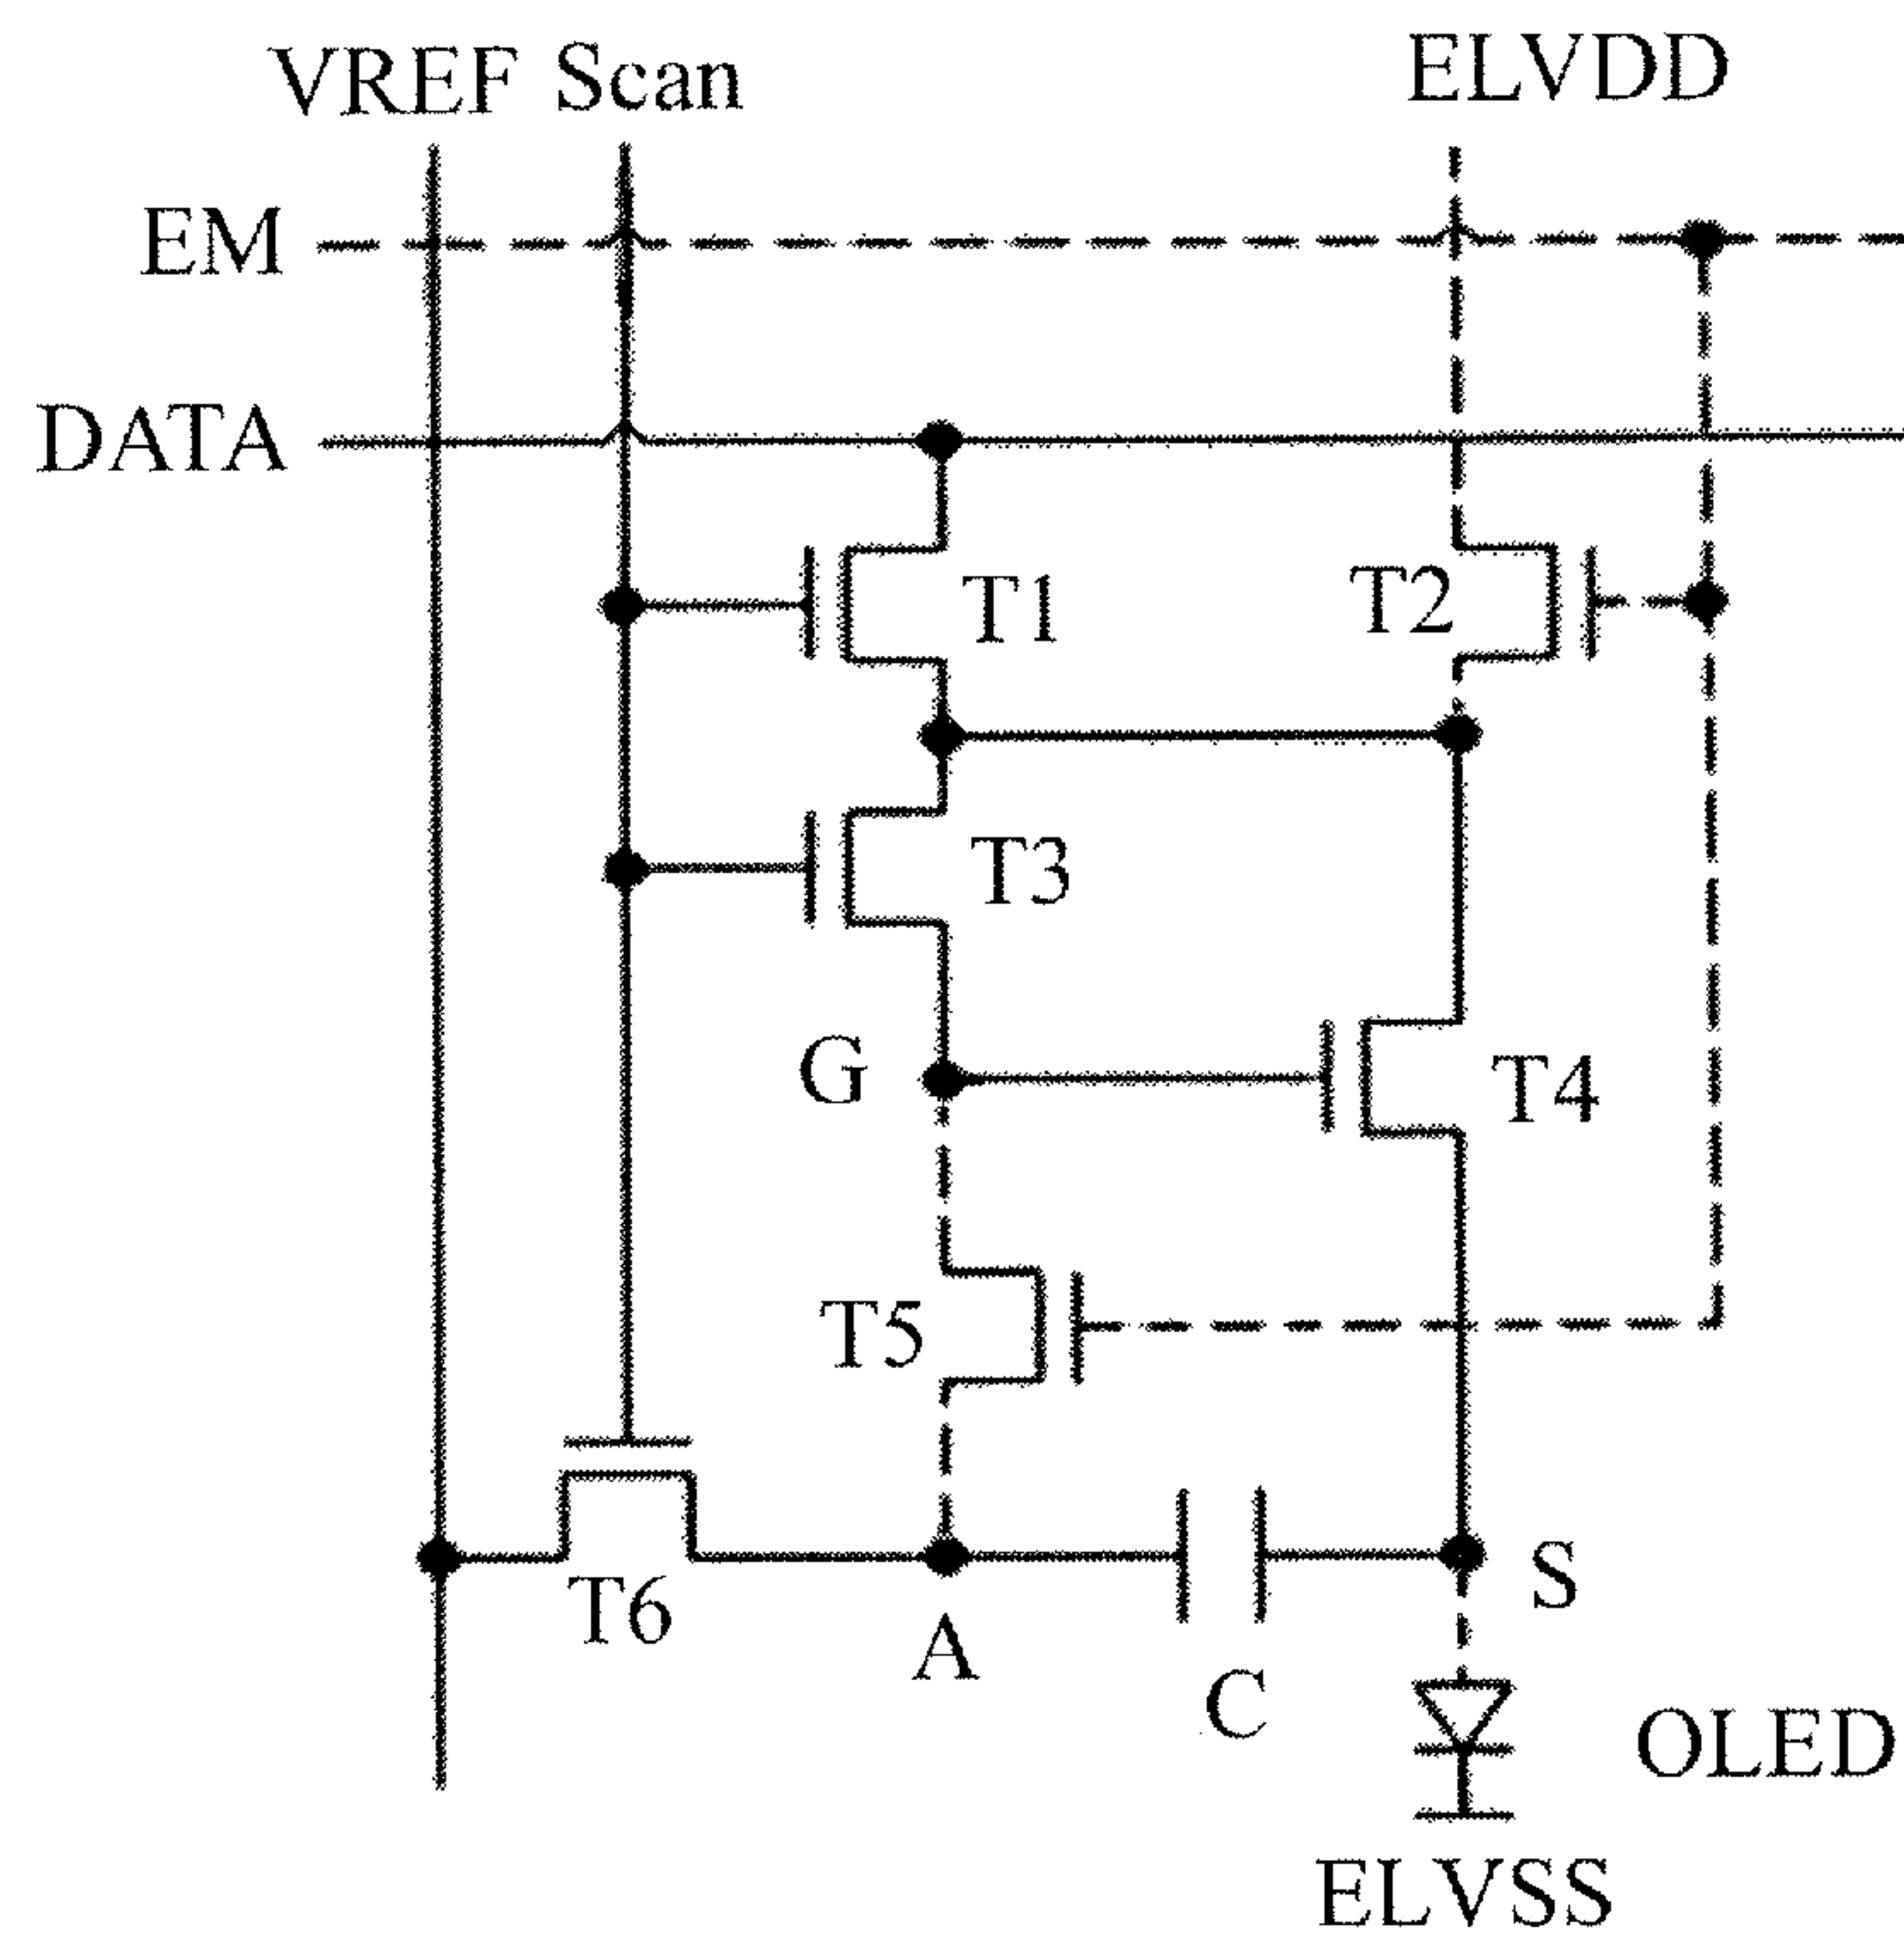 VREF Scan ELVDD
EM
DATA
T1
T2
T3
G
T4
T5
T6
A
S
C
OLED
ELVSS